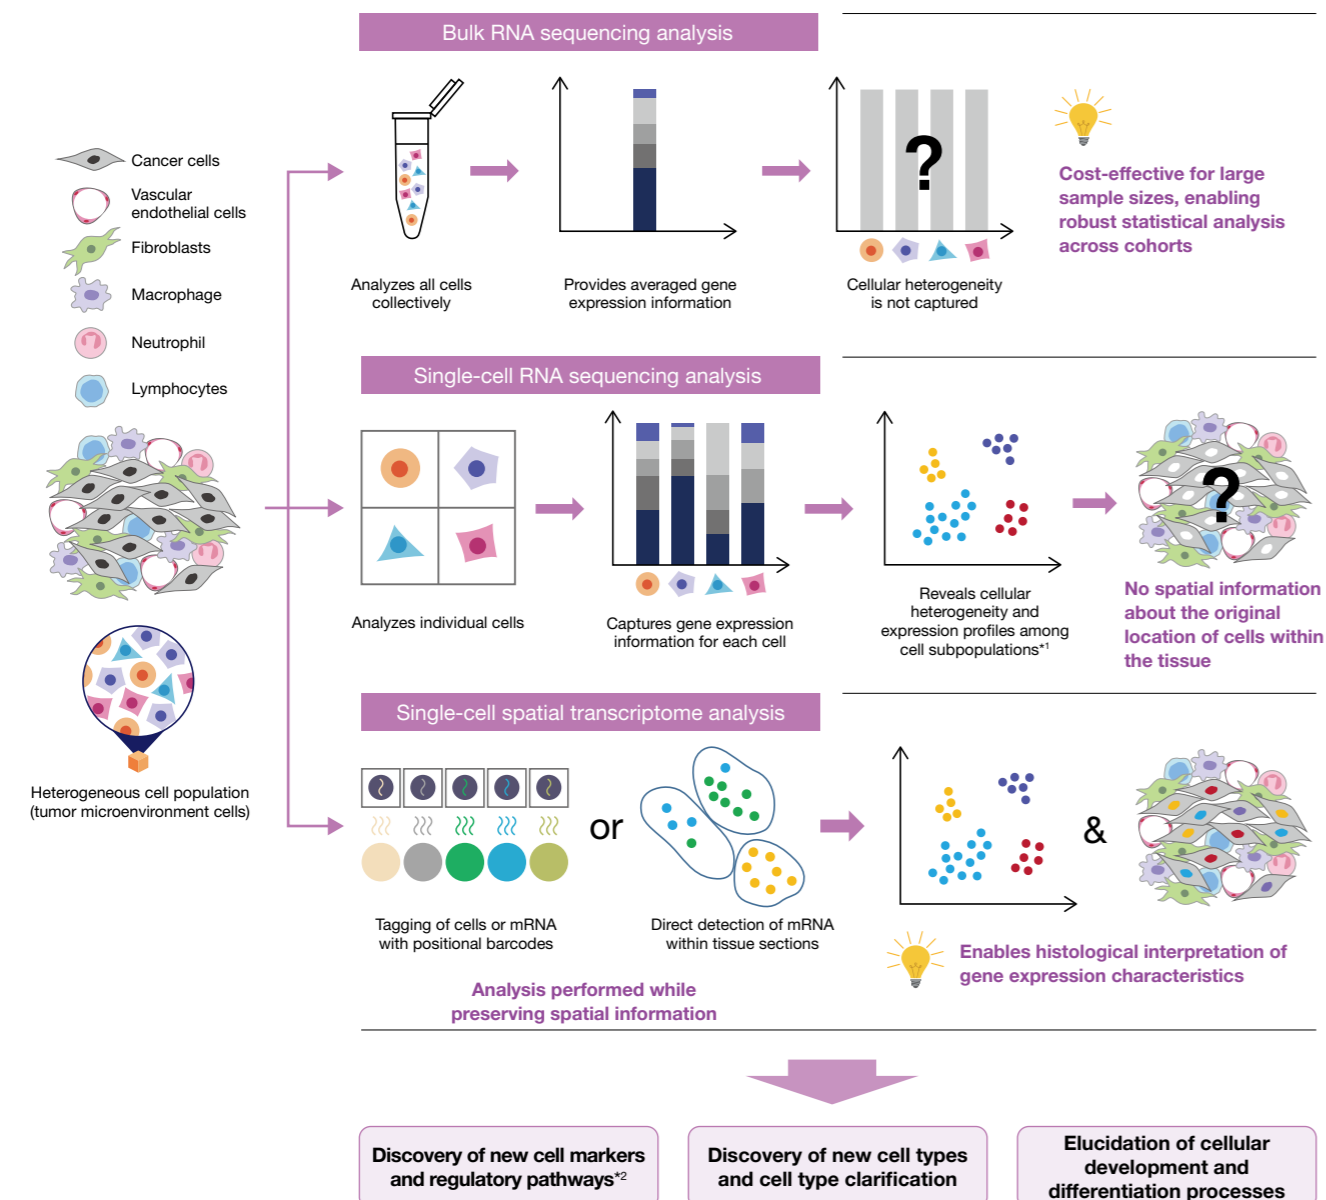 Bulk RNA sequencing analysis
Cancer cells
Vascular
endothelial cells
Fibroblasts
Macrophage
Neutrophil
Lymphocytes
Heterogeneous cell population
(tumor microenvironment cells)
Analyzes all cells
collectively
Provides averaged gene
expression information
?
Cellular heterogeneity
is not captured
Cost-effective for large
sample sizes, enabling
robust statistical analysis
across cohorts
Single-cell RNA sequencing analysis
Analyzes individual cells
Captures gene expression
information for each cell
Reveals cellular
heterogeneity and
expression profiles among
cell subpopulations*1
?
No spatial information
about the original
location of cells within
the tissue
Single-cell spatial transcriptome analysis
or
&
Tagging of cells or mRNA
with positional barcodes
Direct detection of mRNA
within tissue sections
Analysis performed while
preserving spatial information
Enables histological interpretation of
gene expression characteristics
Discovery of new cell markers
and regulatory pathways*2
Discovery of new cell types
and cell type clarification
Elucidation of cellular
development and
differentiation processes